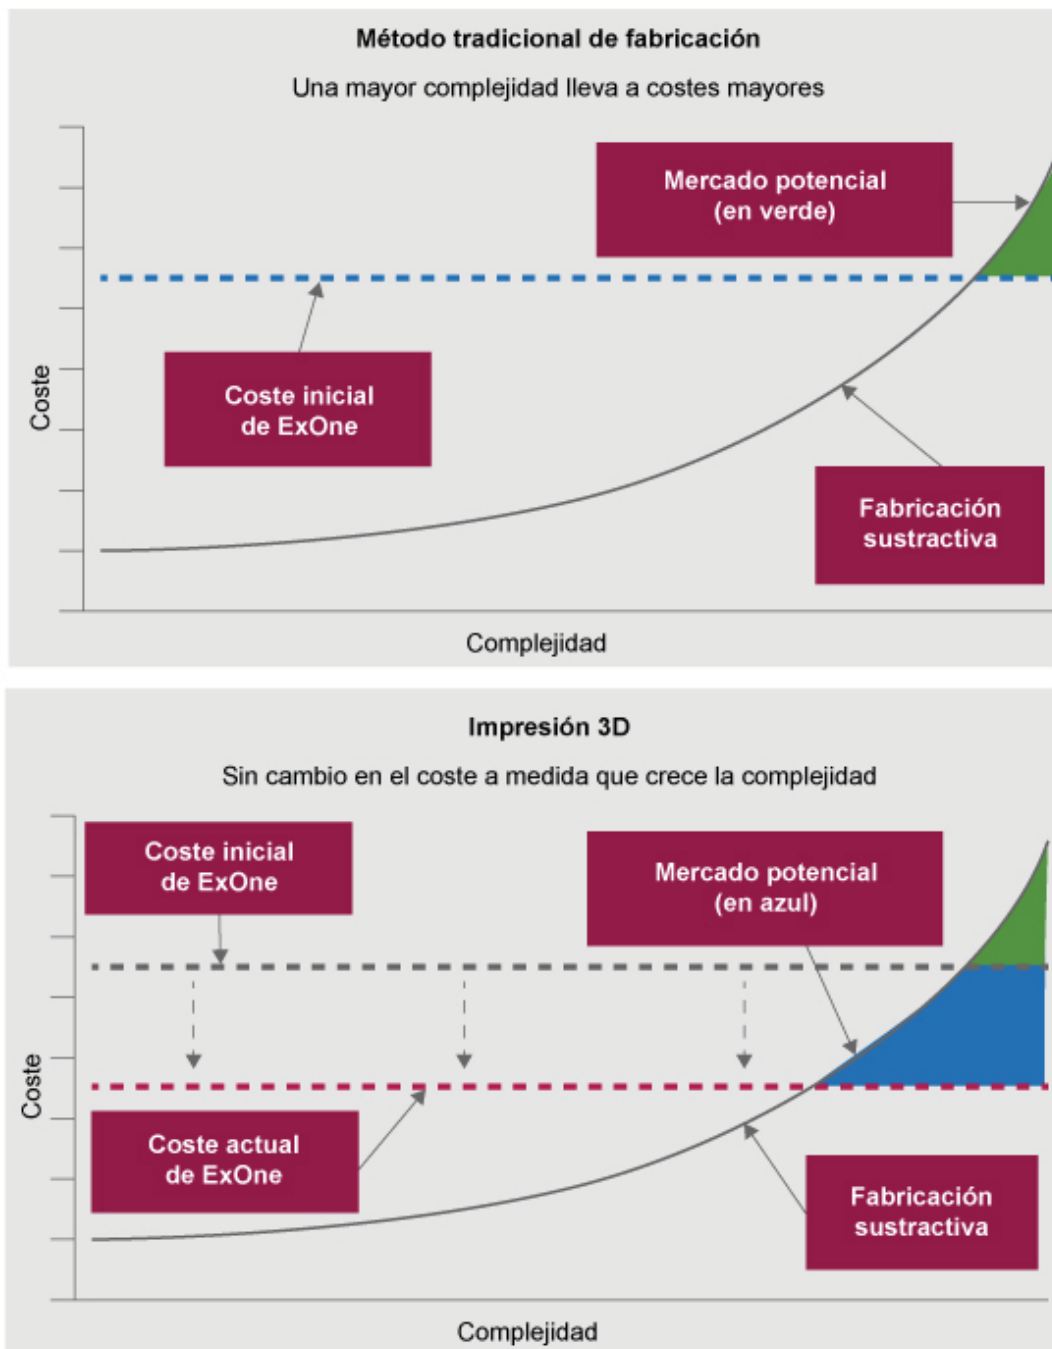 Método tradicional de fabricación
Una mayor complejidad lleva a costes mayores
Mercado potencial
(en verde)
Coste inicial
de ExOne
Coste
Fabricación
sustractiva
Complejidad
Impresión 3D
Sin cambio en el coste a medida que crece la complejidad
Coste inicial
de ExOne
Mercado potencial
(en azul)
Coste
Coste actual
de ExOne
Fabricación
sustractiva
Complejidad